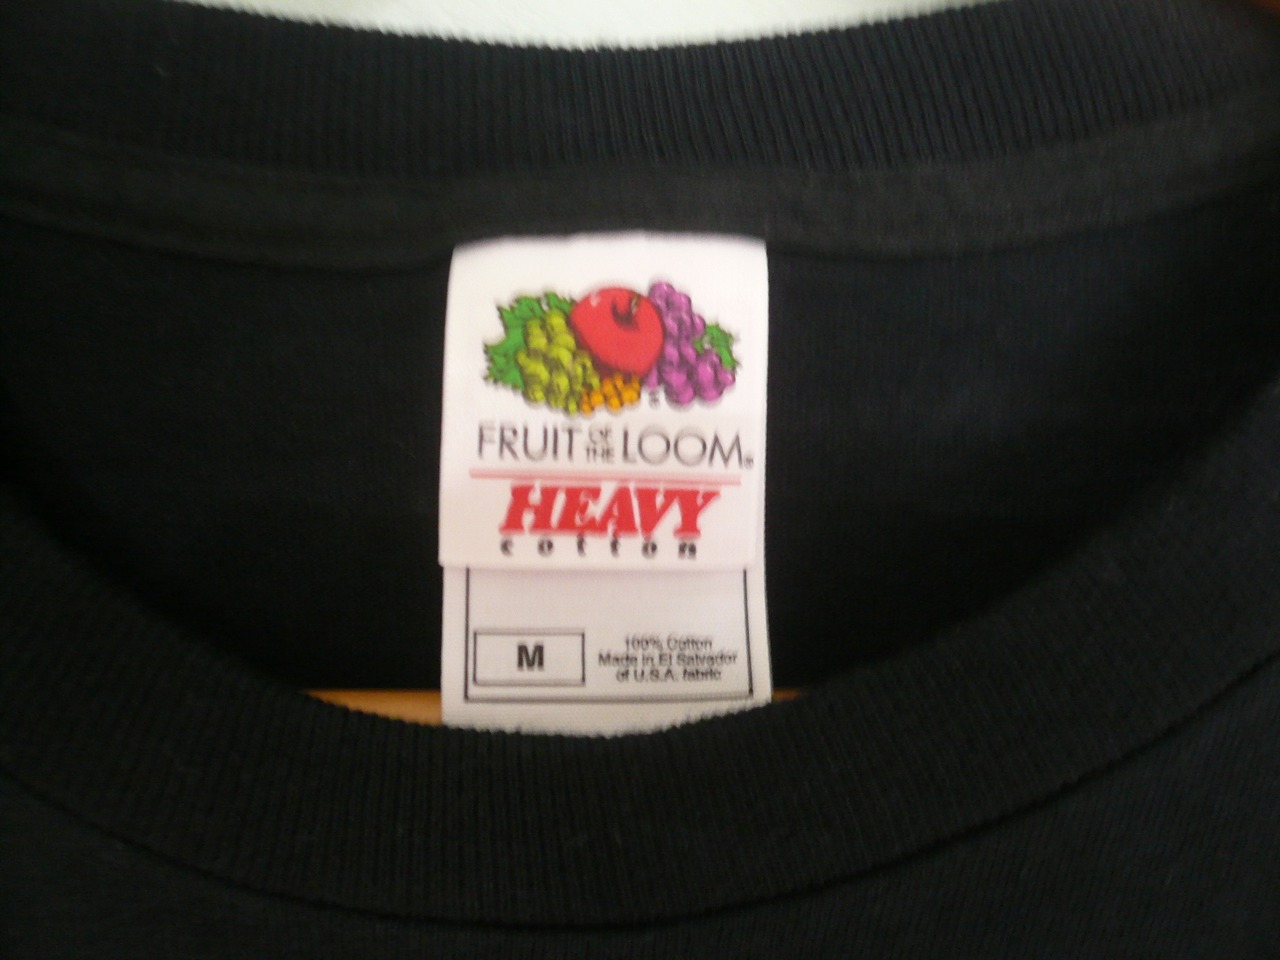 FRUIT OF THE LOOM®
HEAVY
cotton
M
100% Cotton
Made in El Salvador
of U.S.A. fabric